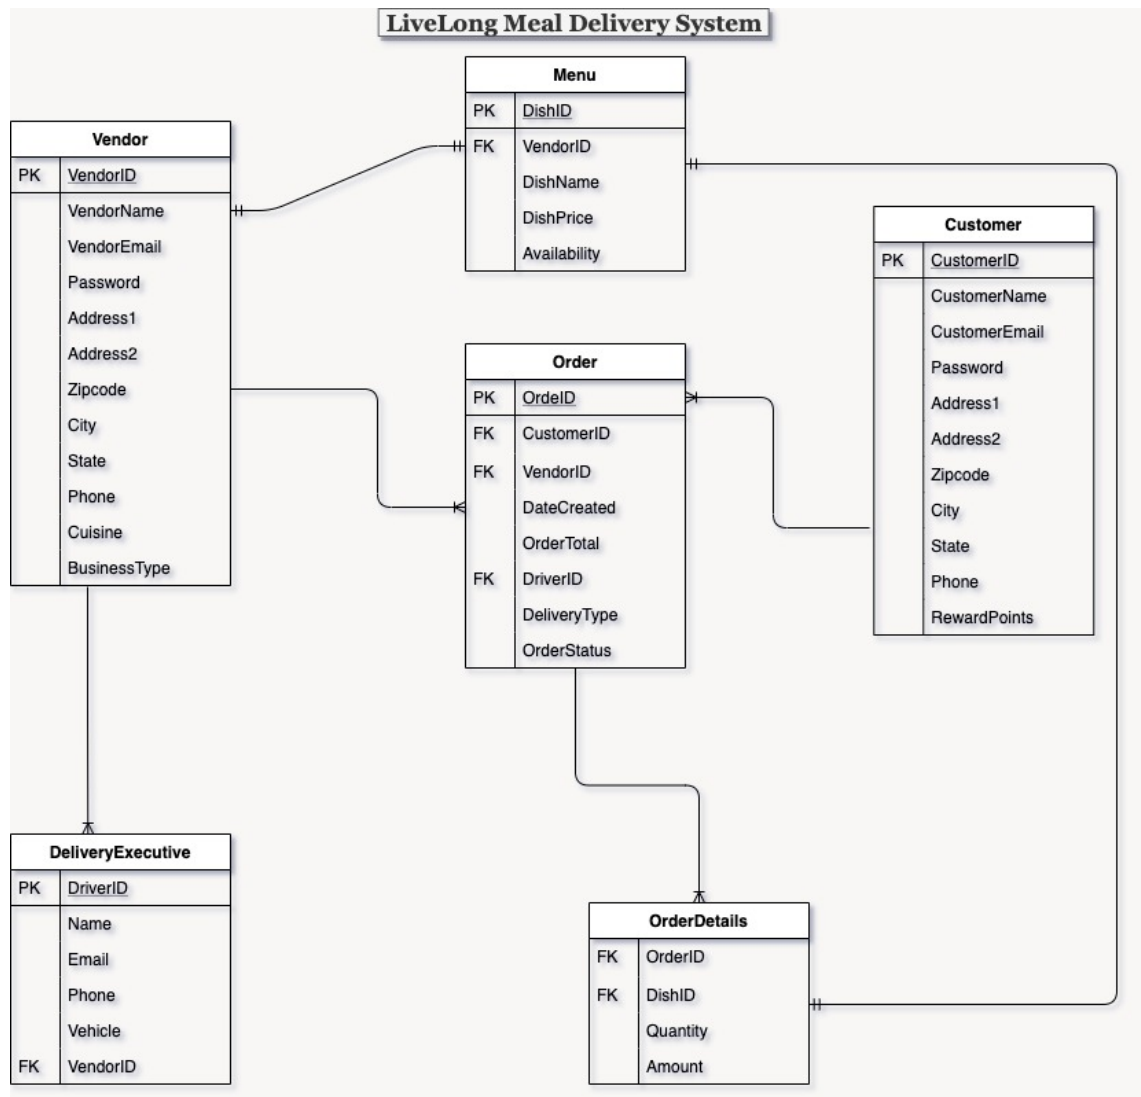 LiveLong Meal Delivery System
Menu
PK DishID
FK VendorID
DishName
DishPrice
Availability
Vendor
PK VendorID
VendorName
VendorEmail
Password
Address1
Address2
Zipcode
City
State
Phone
Cuisine
BusinessType
Customer
PK CustomerID
CustomerName
CustomerEmail
Password
Address1
Address2
Zipcode
City
State
Phone
RewardPoints
Order
PK OrdeID
FK CustomerID
FK VendorID
DateCreated
OrderTotal
FK DriverID
DeliveryType
OrderStatus
DeliveryExecutive
PK DriverID
Name
Email
Phone
Vehicle
FK VendorID
OrderDetails
FK OrderID
FK DishID
Quantity
Amount